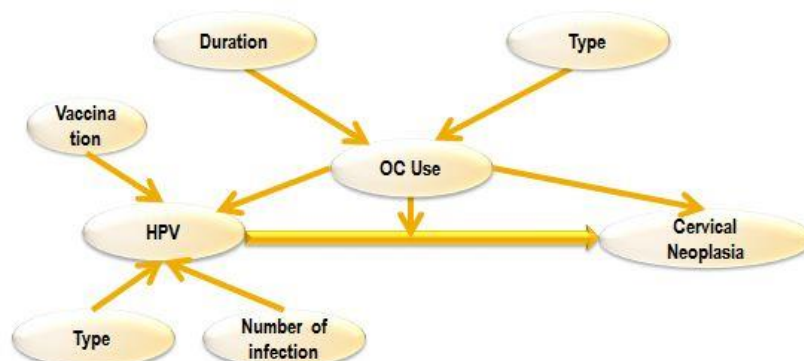 Duration
Type
Vaccina
tion
OC Use
HPV
Cervical
Neoplasia
Type
Number of
infection